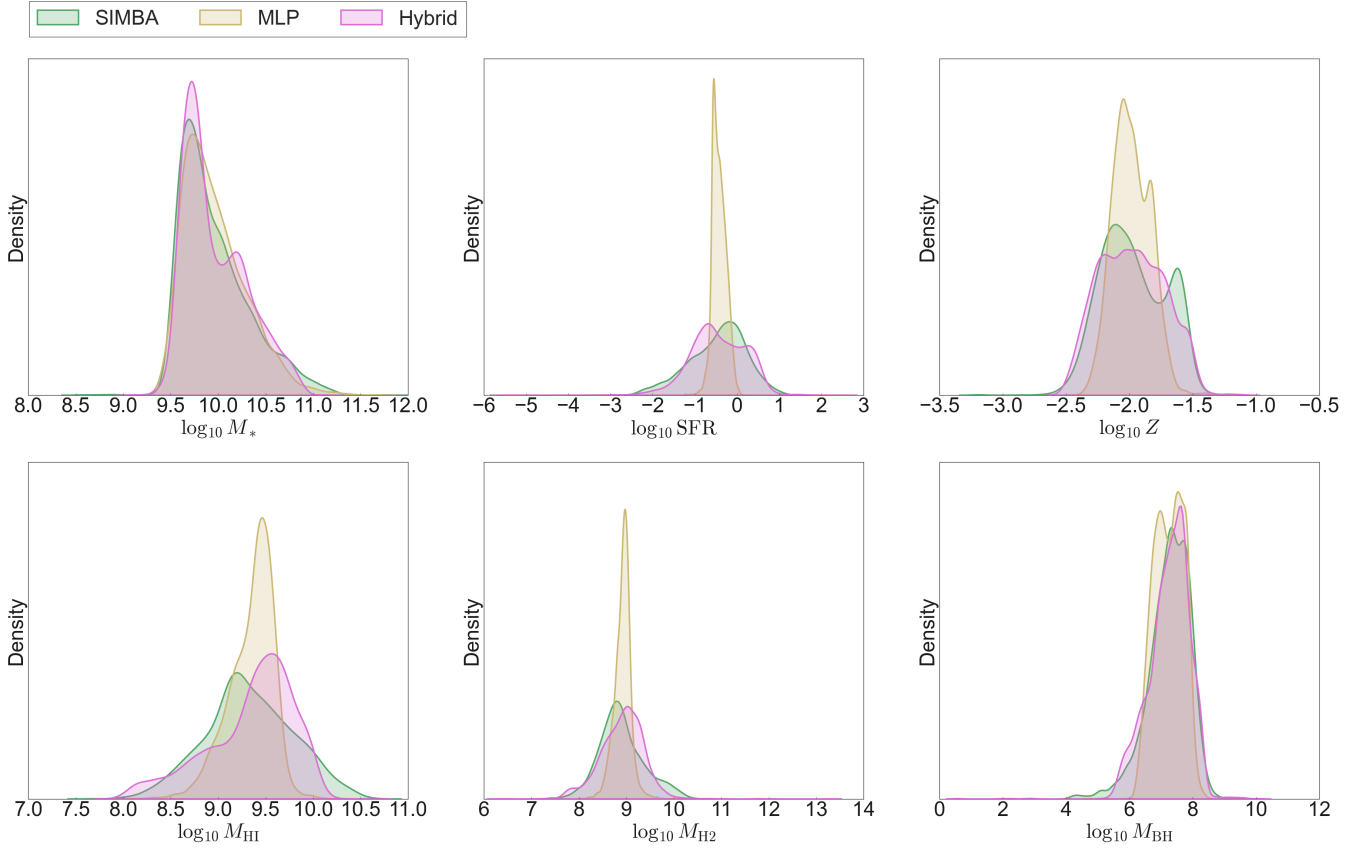 SIMBA MLP Hybrid
Density Density Density
8.0 8.5 9.0 9.5 10.0 10.5 11.0 11.5 12.0 −6 −5 −4 −3 −2 −1 0 1 2 3 −3.5 −3.0 −2.5 −2.0 −1.5 −1.0 −0.5
log₁₀ M* log₁₀ SFR log₁₀ Z
Density Density Density
7.0 7.5 8.0 8.5 9.0 9.5 10.0 10.5 11.0 6 7 8 9 10 11 12 13 14 0 2 4 6 8 10 12
log₁₀ M_HI log₁₀ M_H2 log₁₀ M_BH